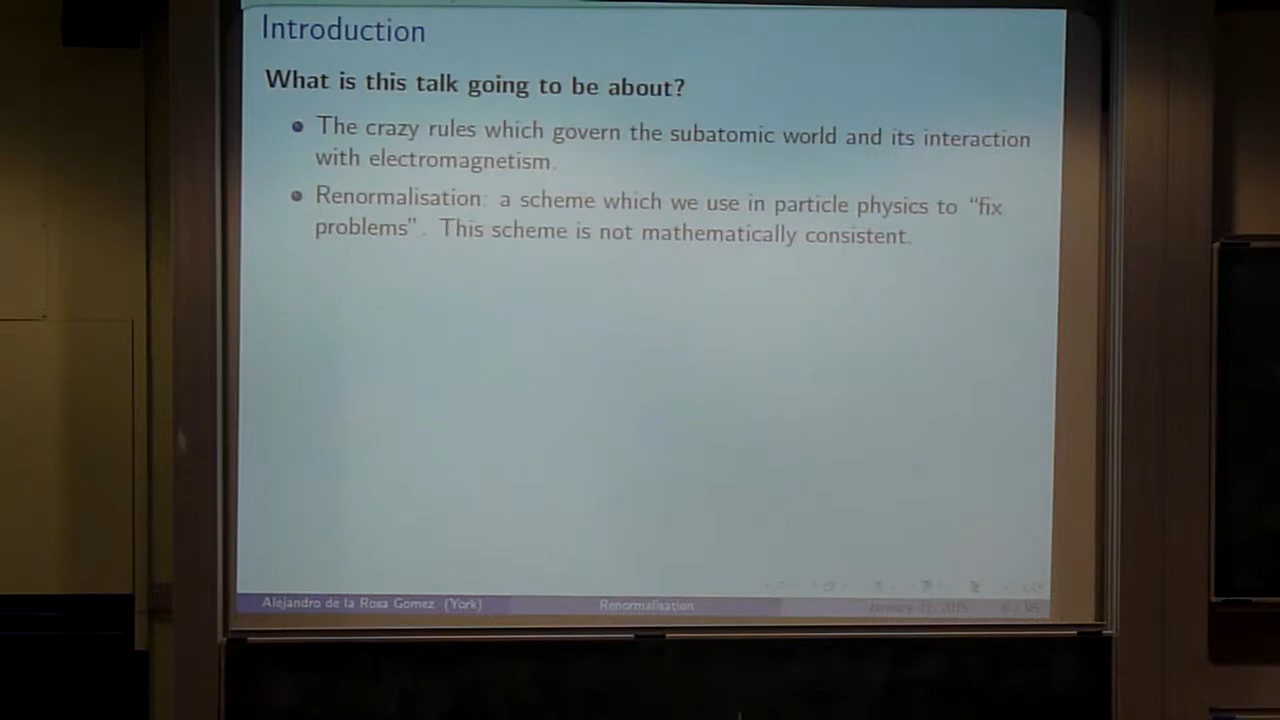 Introduction
What is this talk going to be about?
The crazy rules which govern the subatomic world and its interaction
with electromagnetism.
Renormalisation: a scheme which we use in particle physics to “fix
problems”. This scheme is not mathematically consistent.
Alejandro de la Rosa Gomez (York) Renormalisation January